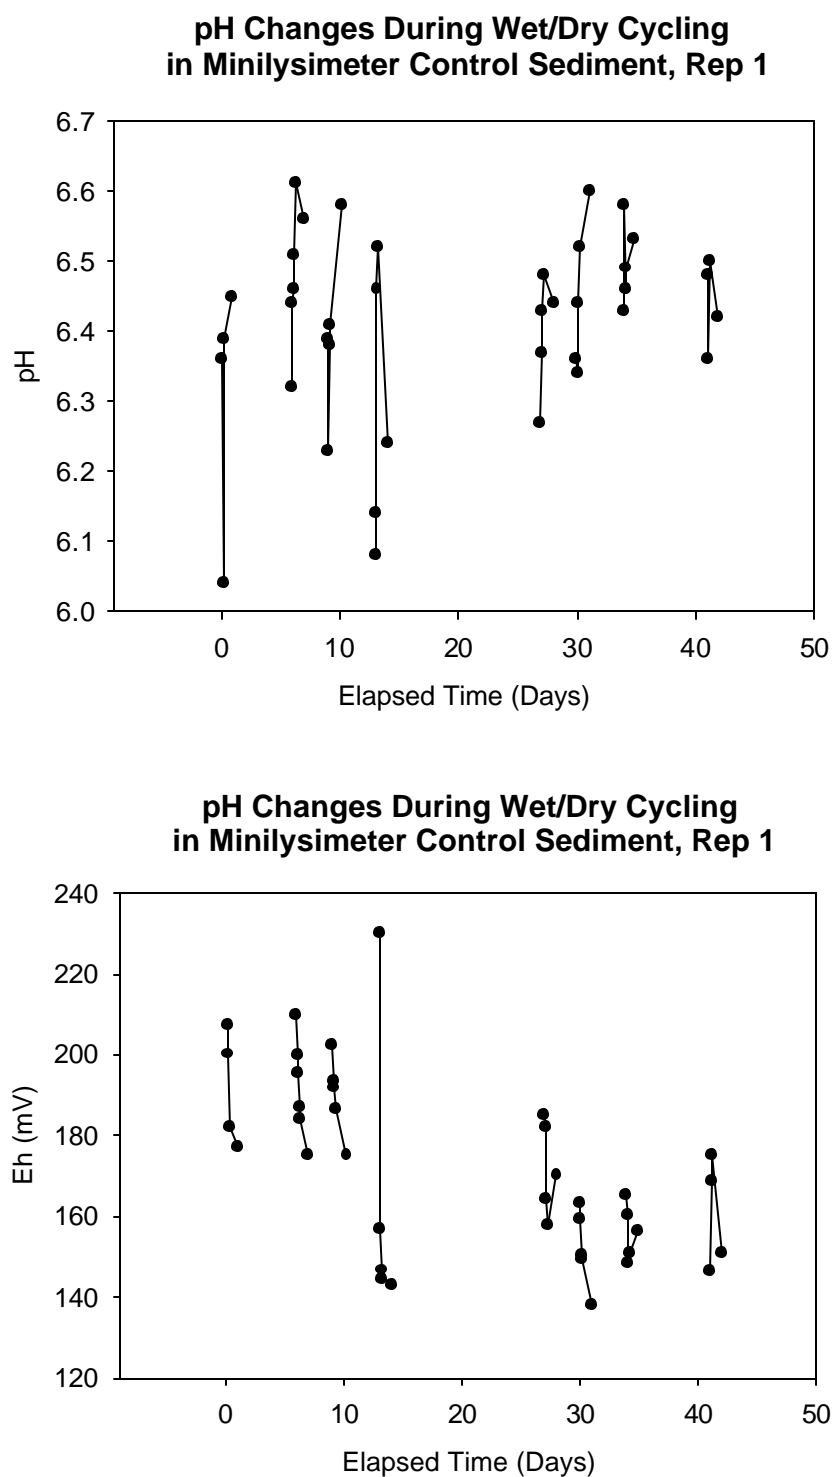 pH Changes During Wet/Dry Cycling
in Minilysimeter Control Sediment, Rep 1
6.7
6.6
6.5
6.4
6.3
6.2
6.1
6.0
pH
0 10 20 30 40 50
Elapsed Time (Days)
pH Changes During Wet/Dry Cycling
in Minilysimeter Control Sediment, Rep 1
240
220
200
180
160
140
120
Eh (mV)
0 10 20 30 40 50
Elapsed Time (Days)